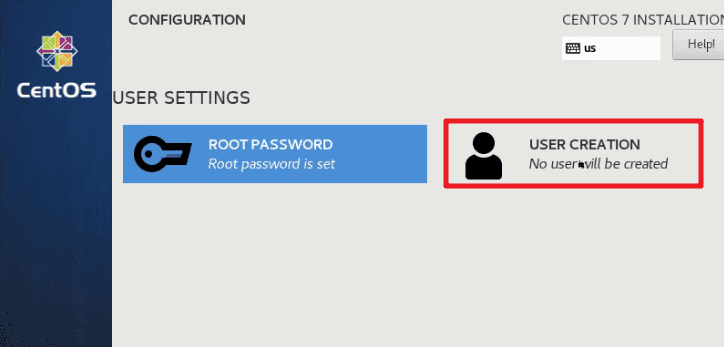 CONFIGURATION
CENTOS 7 INSTALLATION
us
Help!
CentOS
USER SETTINGS
ROOT PASSWORD
Root password is set
USER CREATION
No user will be created